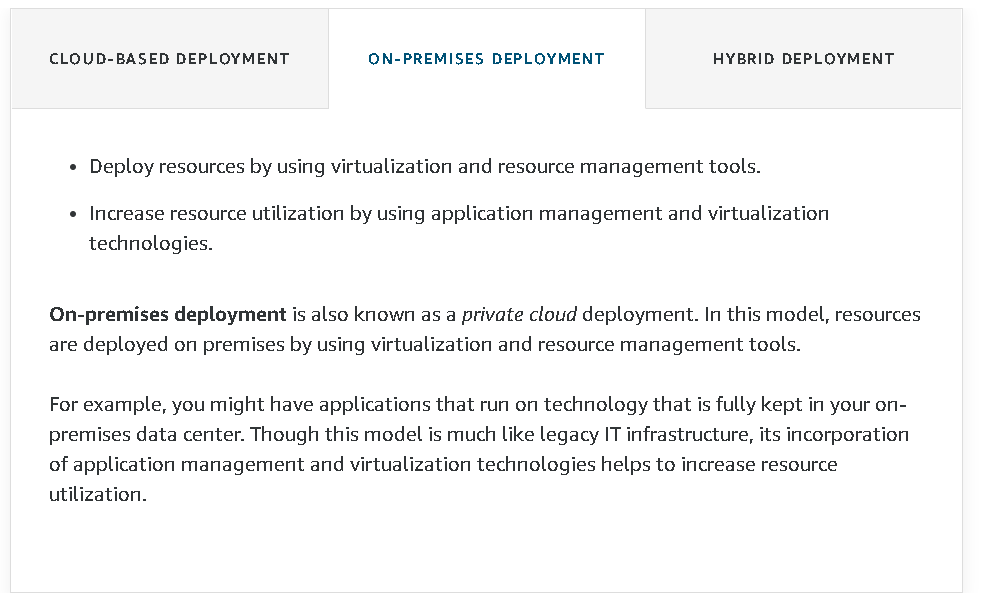 CLOUD-BASED DEPLOYMENT
ON-PREMISES DEPLOYMENT
HYBRID DEPLOYMENT
• Deploy resources by using virtualization and resource management tools.
• Increase resource utilization by using application management and virtualization
technologies.
On-premises deployment is also known as a private cloud deployment. In this model, resources
are deployed on premises by using virtualization and resource management tools.
For example, you might have applications that run on technology that is fully kept in your on-
premises data center. Though this model is much like legacy IT infrastructure, its incorporation
of application management and virtualization technologies helps to increase resource
utilization.